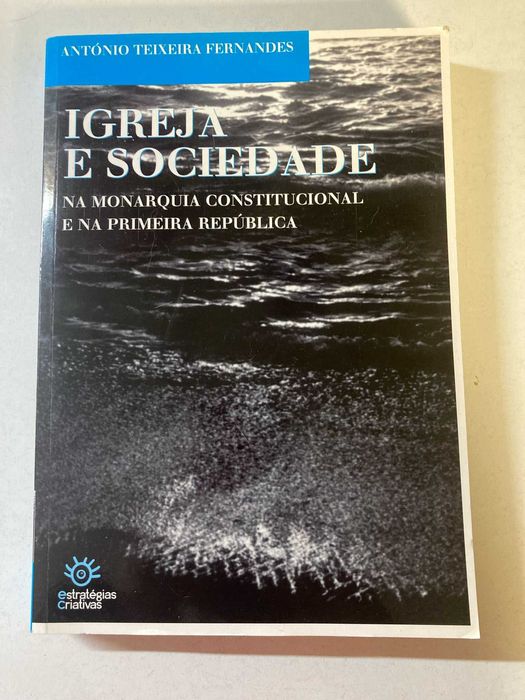 ANTÓNIO TEIXEIRA FERNANDES
IGREJA
E SOCIEDADE
NA MONARQUIA CONSTITUCIONAL
E NA PRIMEIRA REPÚBLICA
estratégias
criativas